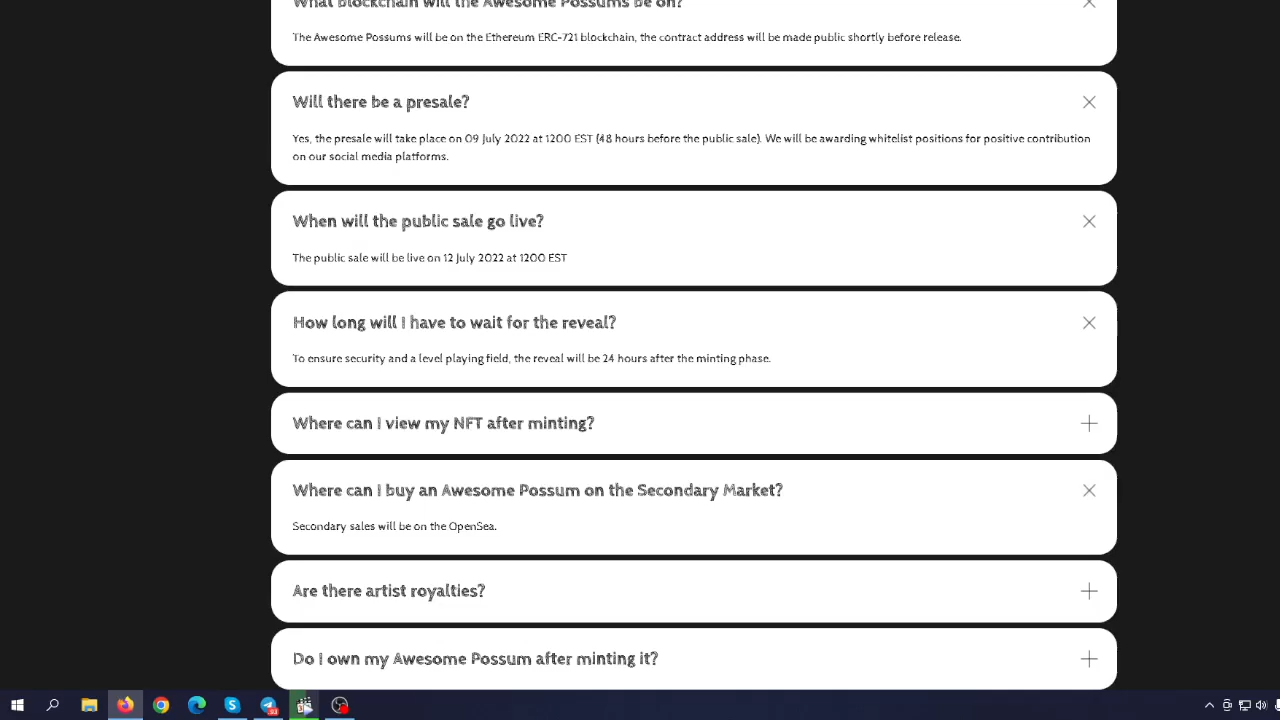 What blockchain will the Awesome Possums be on?
The Awesome Possums will be on the Ethereum ERC-721 blockchain, the contract address will be made public shortly before release.
Will there be a presale?
Yes, the presale will take place on 09 July 2022 at 1200 EST (48 hours before the public sale). We will be awarding whitelist positions for positive contribution
on our social media platforms.
When will the public sale go live?
The public sale will be live on 12 July 2022 at 1200 EST
How long will I have to wait for the reveal?
To ensure security and a level playing field, the reveal will be 24 hours after the minting phase.
Where can I view my NFT after minting?
Where can I buy an Awesome Possum on the Secondary Market?
Secondary sales will be on the OpenSea.
Are there artist royalties?
Do I own my Awesome Possum after minting it?